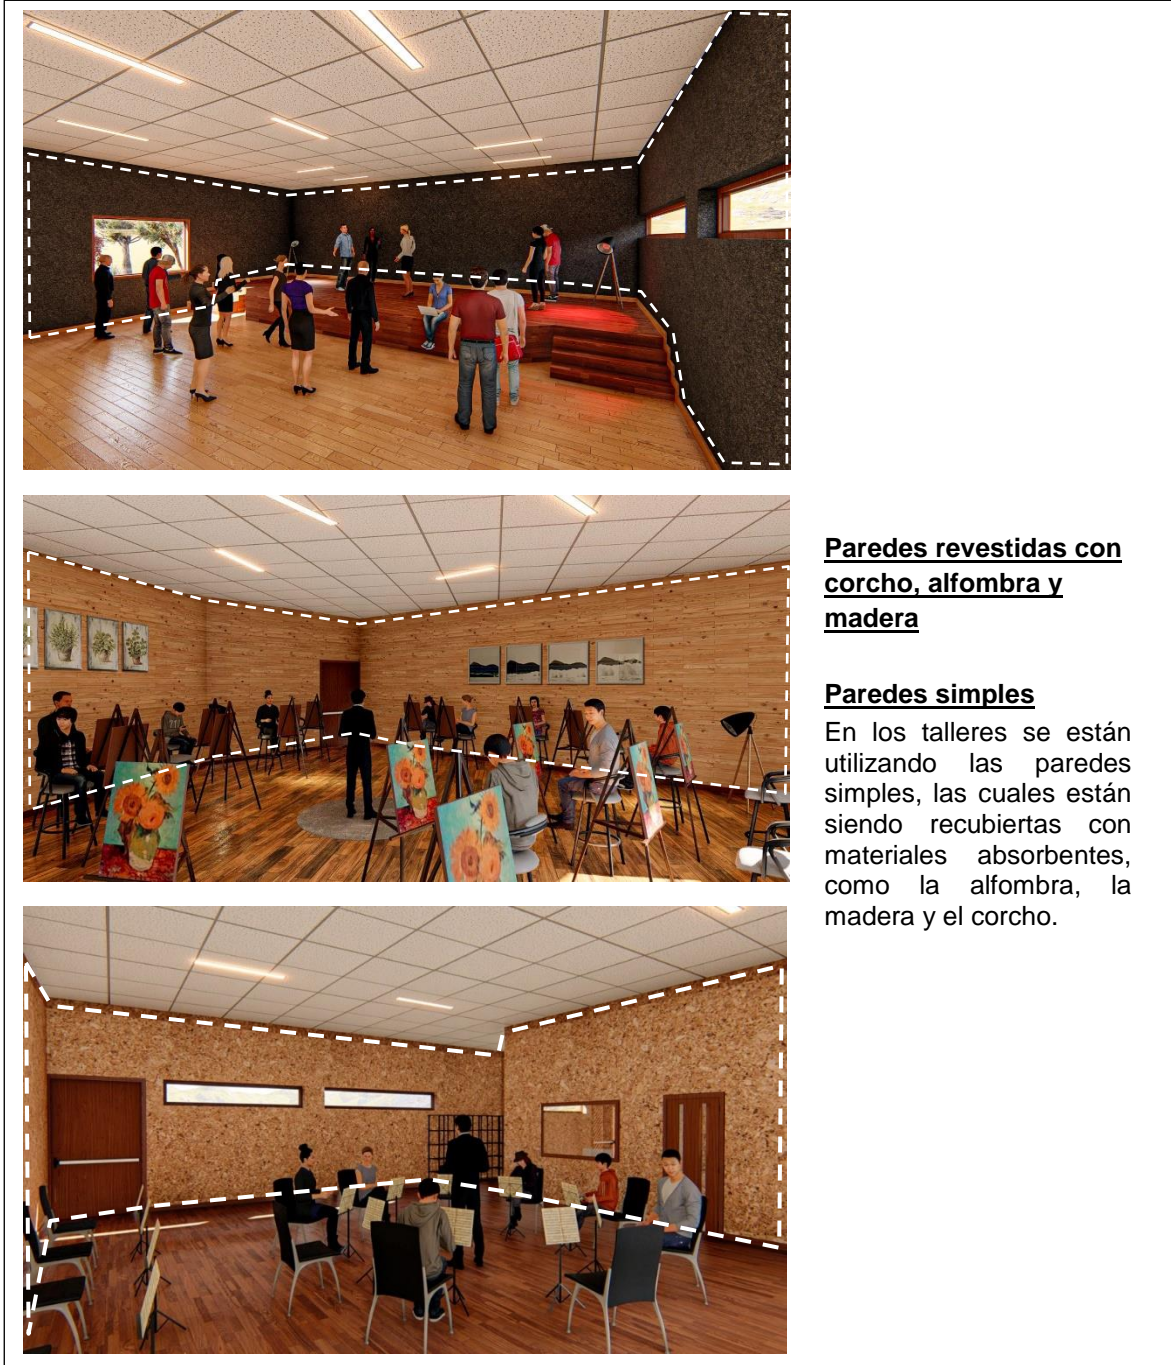 Paredes revestidas con
corcho, alfombra y
madera
Paredes simples
En los talleres se están
utilizando las paredes
simples, las cuales están
siendo recubiertas con
materiales absorbentes,
como la alfombra, la
madera y el corcho.